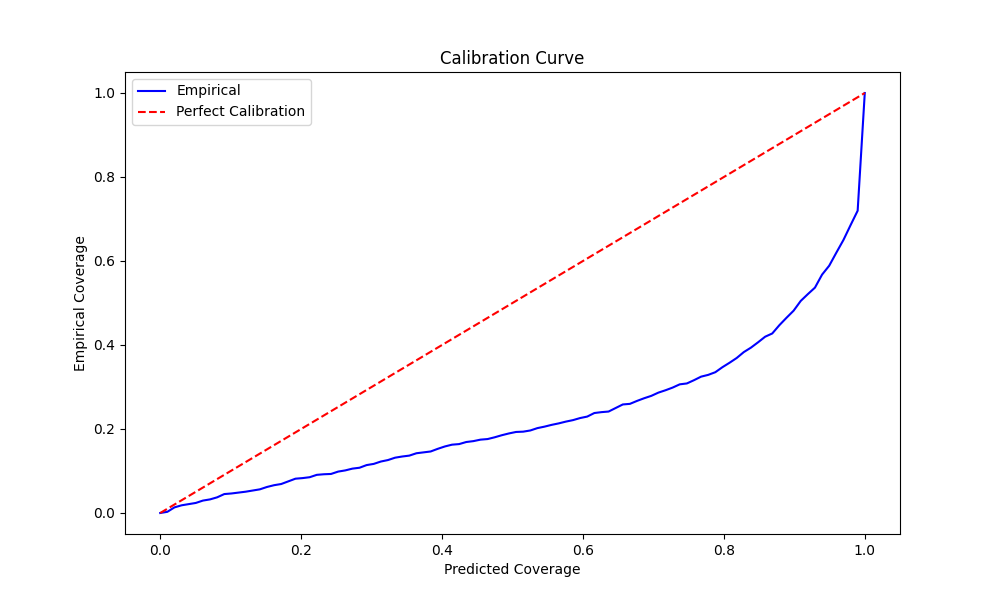 Calibration Curve
Empirical
Perfect Calibration
Empirical Coverage
1.0
0.8
0.6
0.4
0.2
0.0
0.0 0.2 0.4 0.6 0.8 1.0
Predicted Coverage